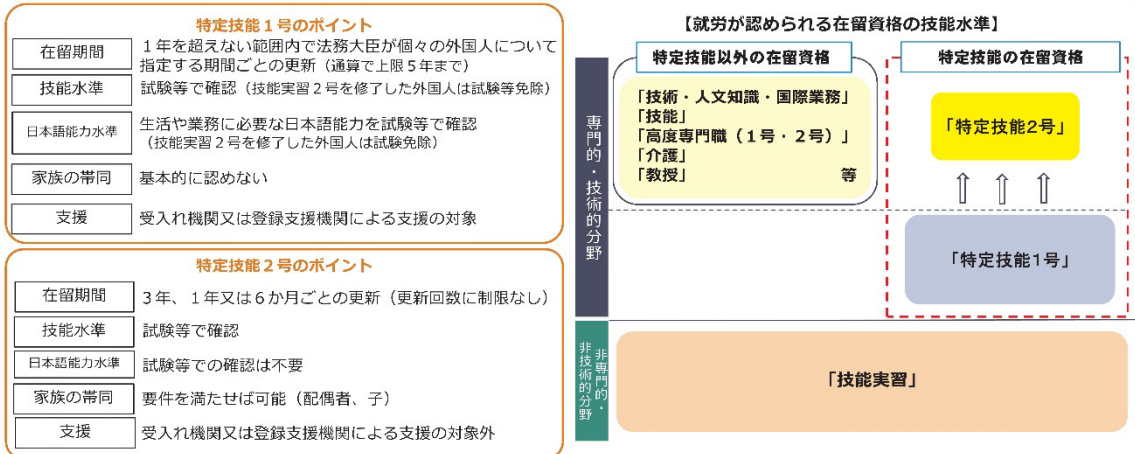 特定技能１号のポイント
在留期間
１年を超えない範囲内で法務大臣が個々の外国人について
指定する期間ごとの更新（通算で上限５年まで）
技能水準
試験等で確認（技能実習２号を修了した外国人は試験等免除）
日本語能力水準
生活や業務に必要な日本語能力を試験等で確認
（技能実習２号を修了した外国人は試験免除）
家族の帯同
基本的に認めない
支援
受入れ機関又は登録支援機関による支援の対象
特定技能２号のポイント
在留期間
３年、１年又は６か月ごとの更新（更新回数に制限なし）
技能水準
試験等で確認
日本語能力水準
試験等での確認は不要
家族の帯同
要件を満たせば可能（配偶者、子）
支援
受入れ機関又は登録支援機関による支援の対象外
【就労が認められる在留資格の技能水準】
専門的・技術的分野
特定技能以外の在留資格
「技術・人文知識・国際業務」
「技能」
「高度専門職（１号・２号）」
「介護」
「教授」 等
特定技能の在留資格
「特定技能2号」
「特定技能1号」
非専門的・
非技術的分野
「技能実習」